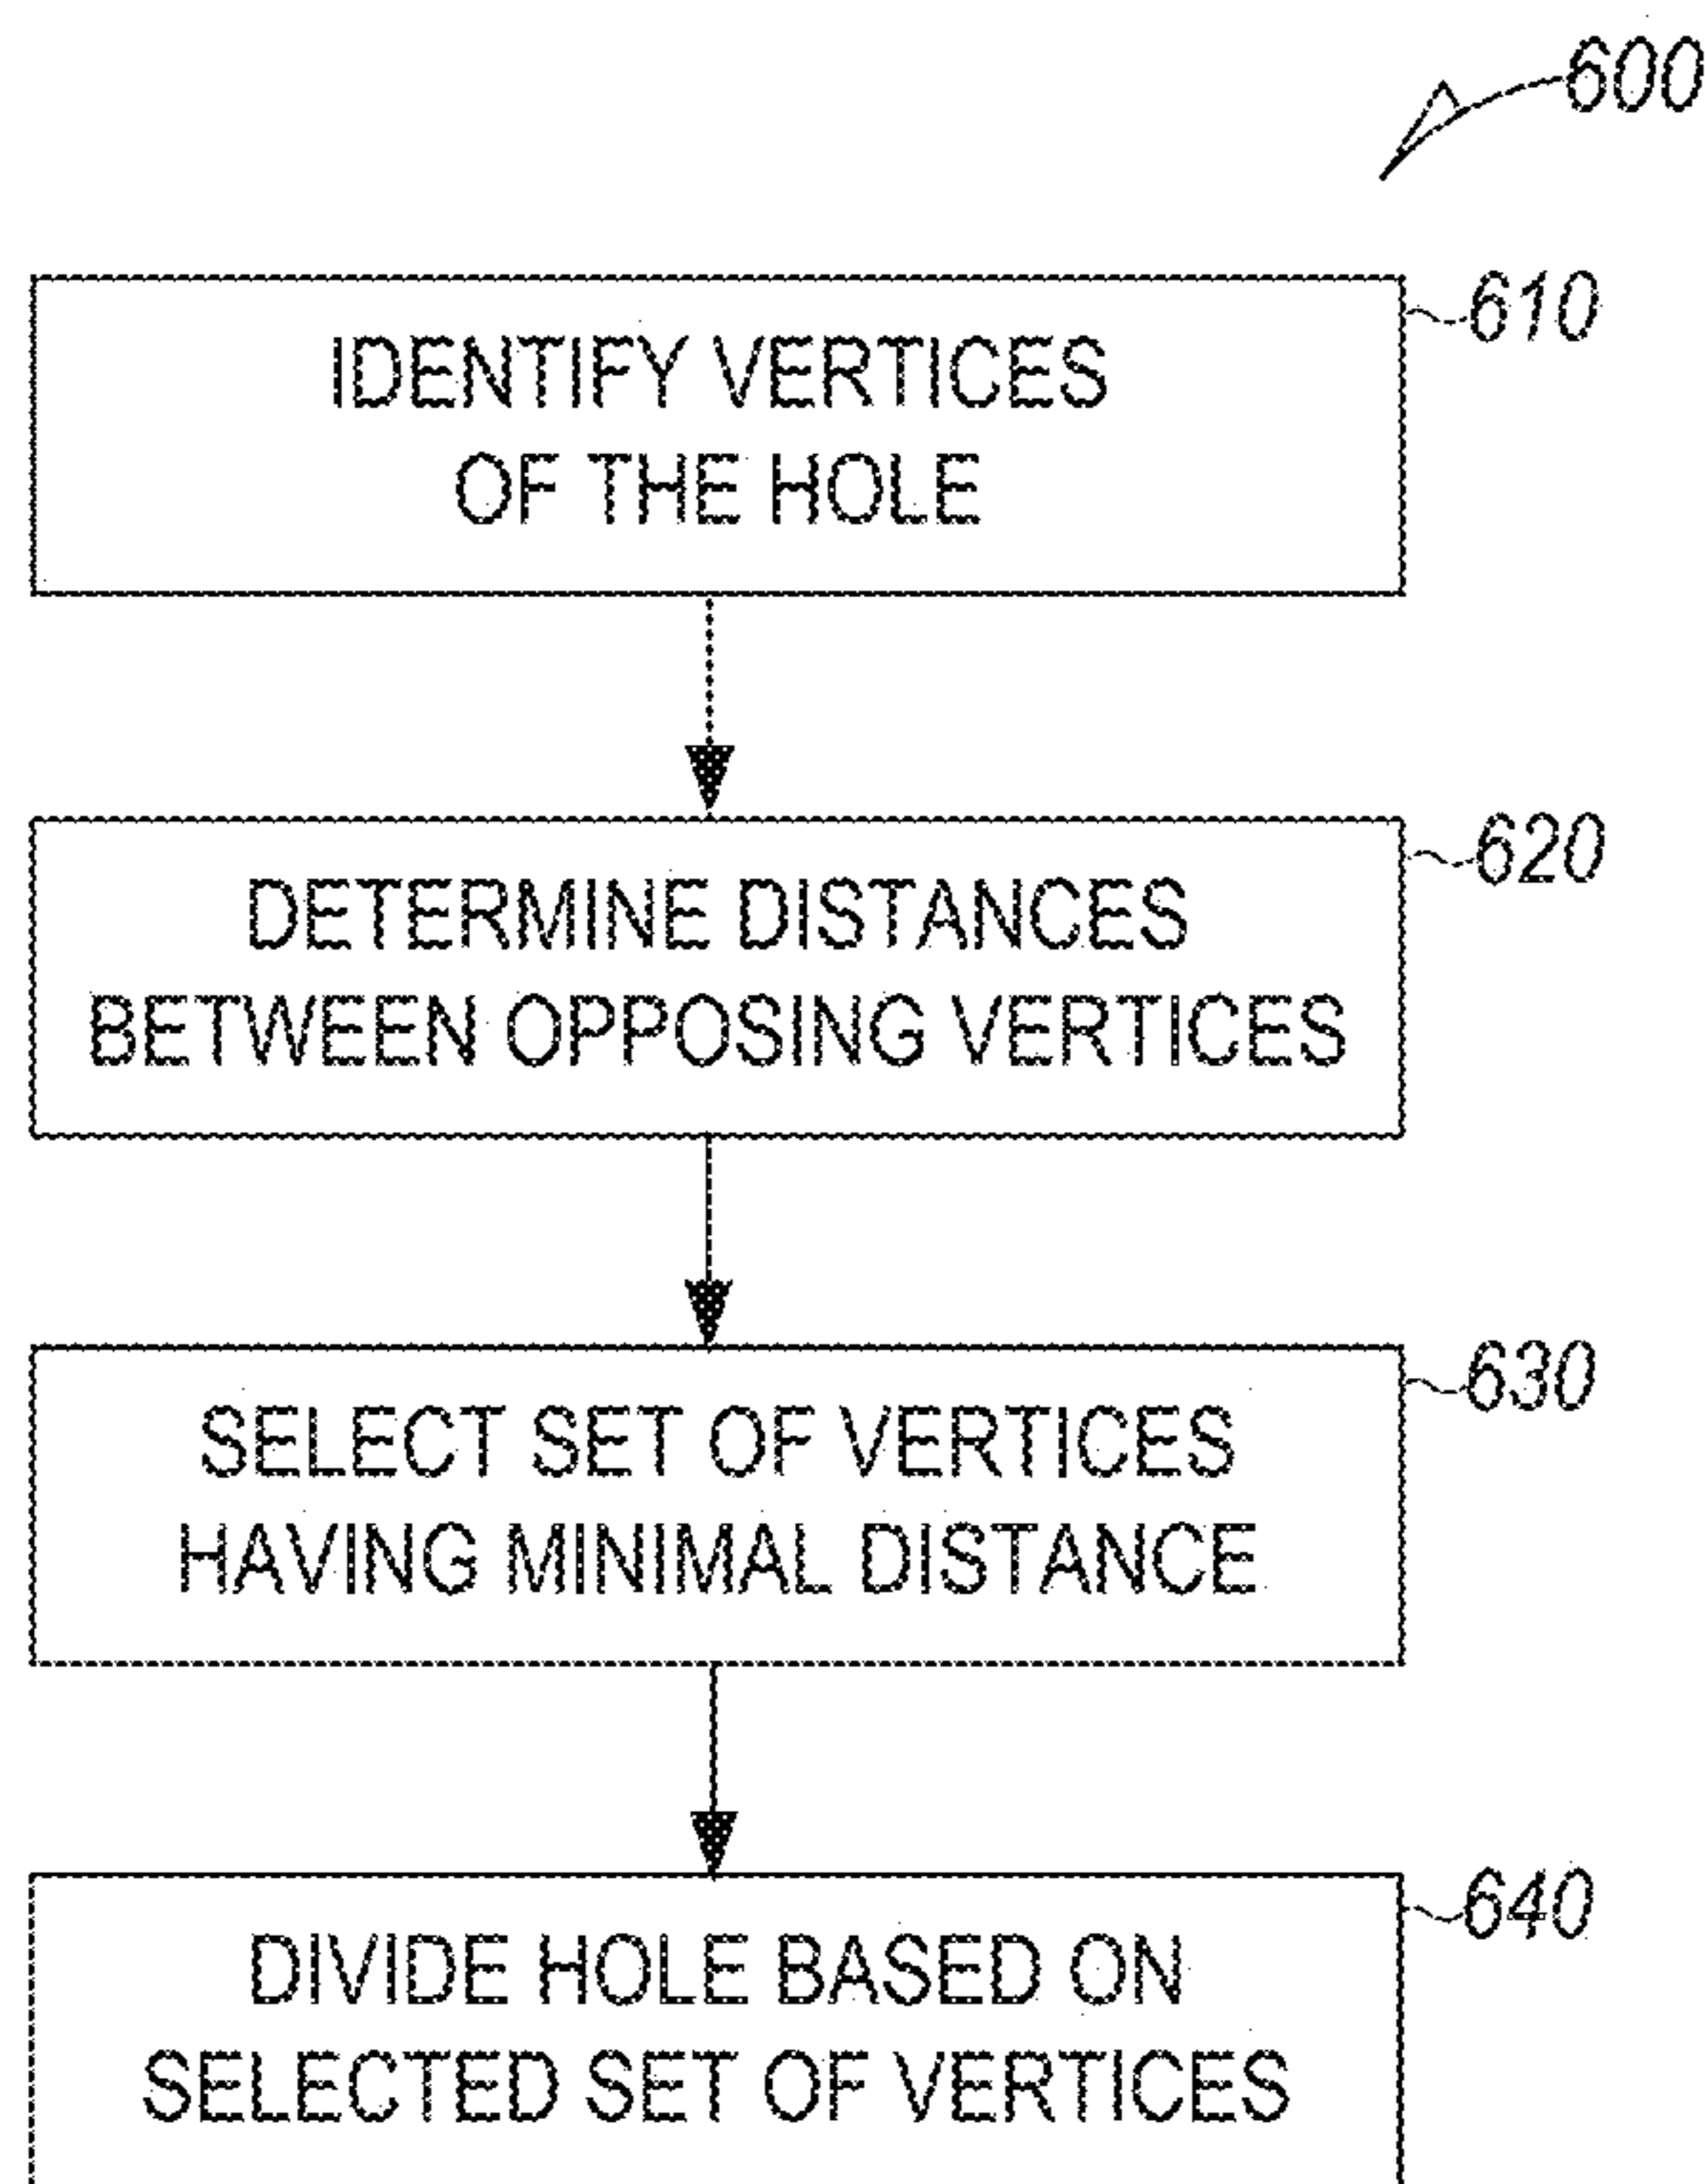 600
610
IDENTIFY VERTICES
OF THE HOLE
620
DETERMINE DISTANCES
BETWEEN OPPOSING VERTICES
630
SELECT SET OF VERTICES
HAVING MINIMAL DISTANCE
640
DIVIDE HOLE BASED ON
SELECTED SET OF VERTICES